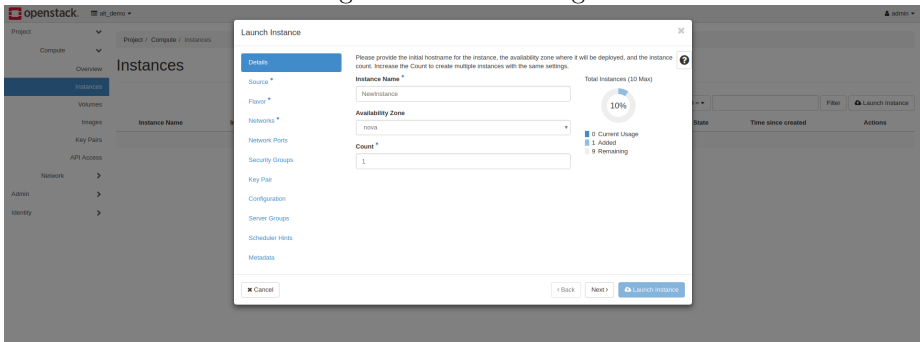 openstack.
alt_demo
admin
Project
Compute
Overview
Instances
Volumes
Images
Key Pairs
API Access
Network
Admin
Identity
Project / Compute / Instances
Instances
Filter
Launch Instance
Instance Name
State
Time since created
Actions
Launch Instance
Details
Source *
Flavor *
Networks *
Network Ports
Security Groups
Key Pair
Configuration
Server Groups
Scheduler Hints
Metadata
Please provide the initial hostname for the instance, the availability zone where it will be deployed, and the instance
count. Increase the Count to create multiple instances with the same settings.
Instance Name *
NewInstance
Availability Zone
nova
Count *
1
Total Instances (10 Max)
10%
0 Current Usage
1 Added
9 Remaining
Cancel
< Back
Next >
Launch Instance